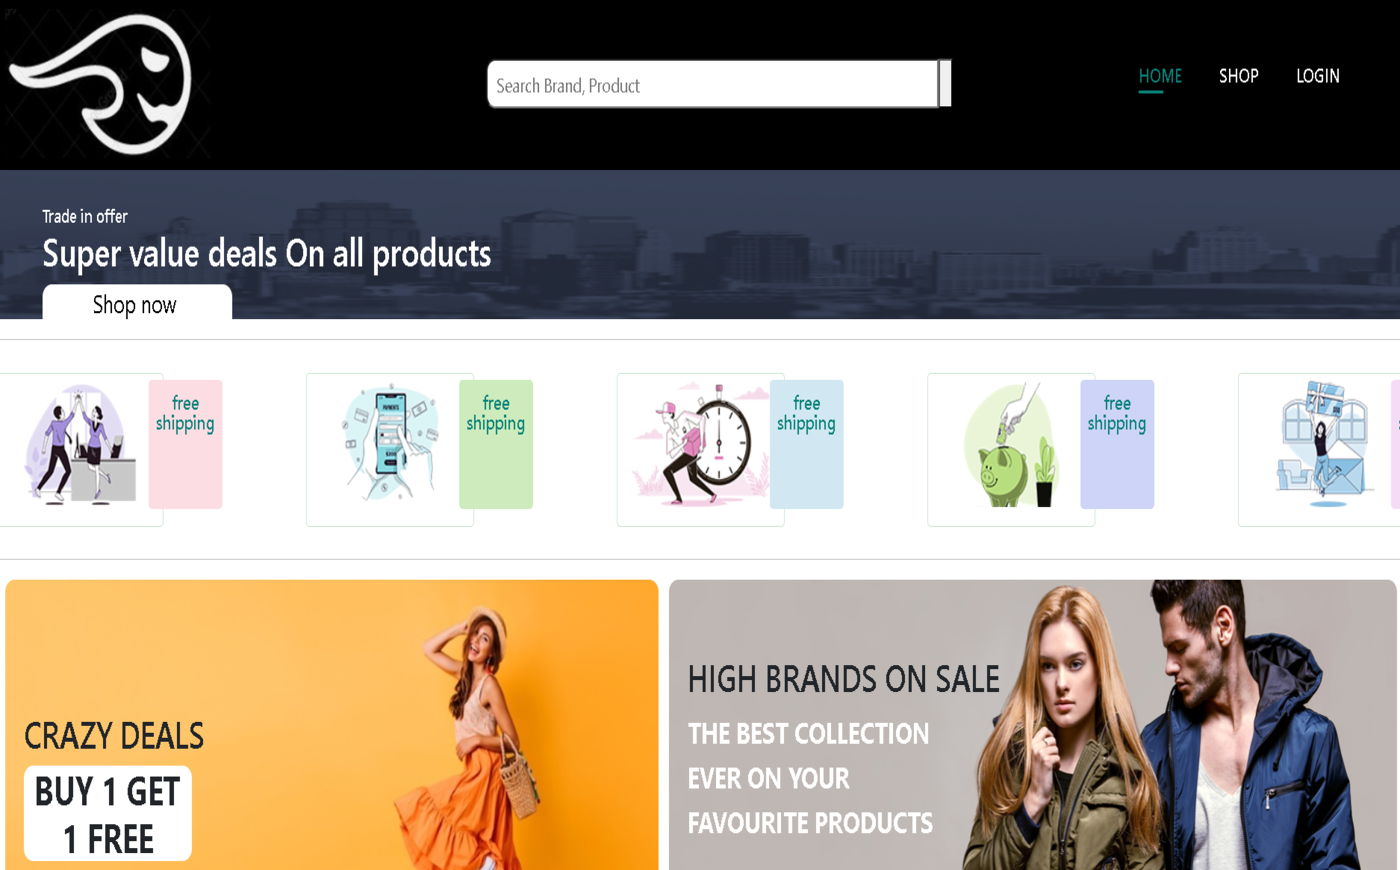 Search Brand, Product
HOME
SHOP
LOGIN
Trade in offer
Super value deals On all products
Shop now
free
shipping
free
shipping
free
shipping
free
shipping
PAYMENTS
CRAZY DEALS
BUY 1 GET
1 FREE
HIGH BRANDS ON SALE
THE BEST COLLECTION
EVER ON YOUR
FAVOURITE PRODUCTS